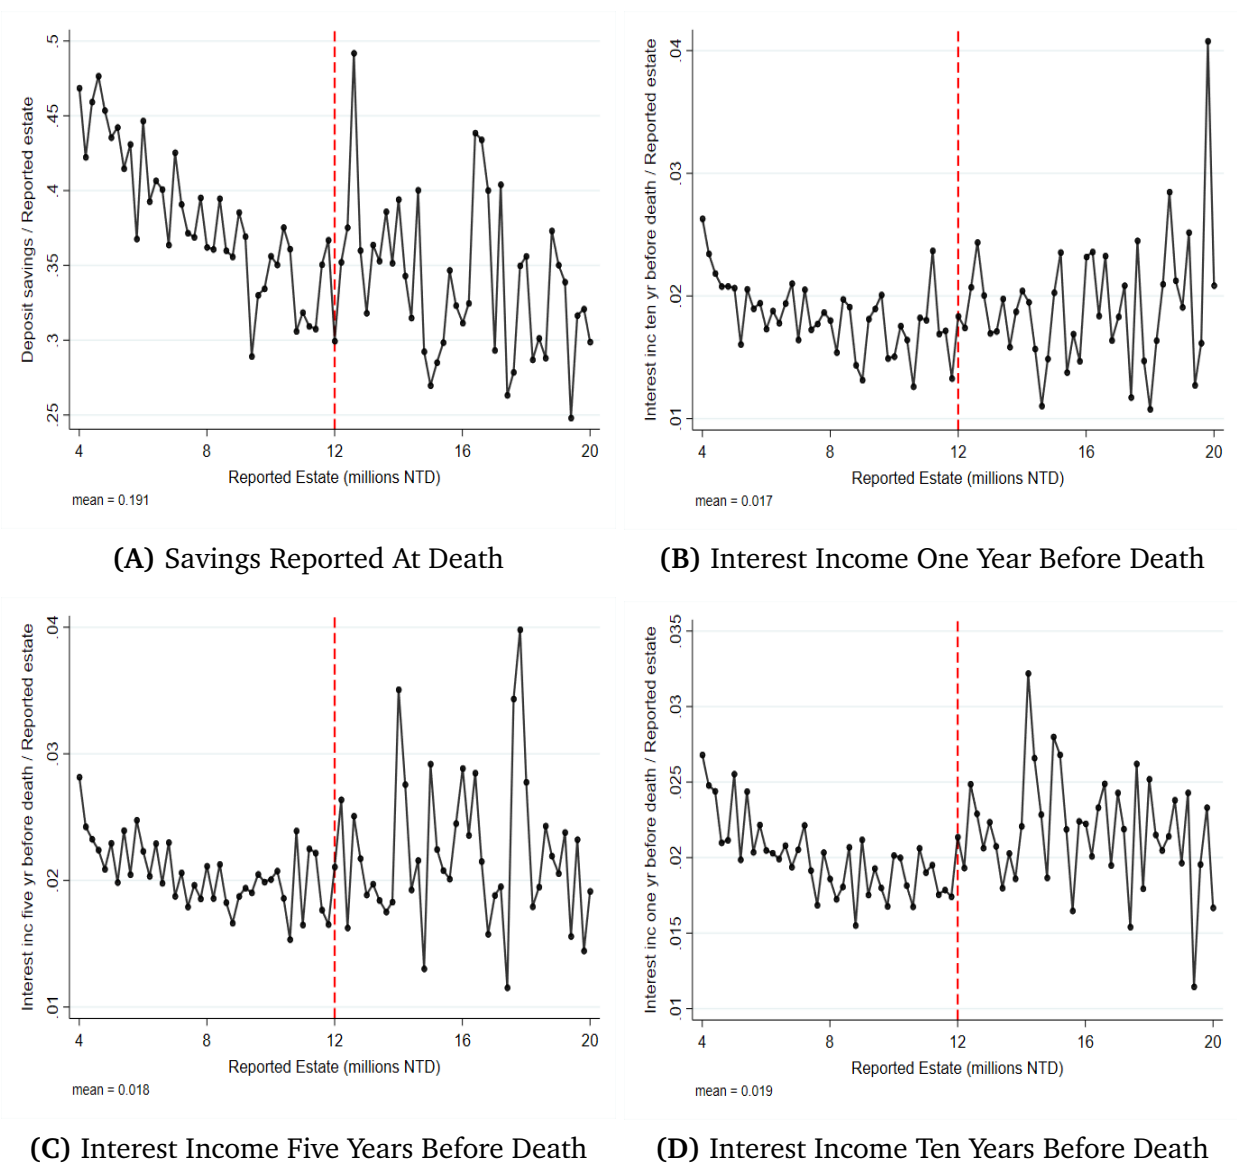 Deposit savings / Reported estate
.5
.45
.4
.35
.3
.25
4 8 12 16 20
Reported Estate (millions NTD)
mean = 0.191
(A) Savings Reported At Death
Interest inc ten yr before death / Reported estate
.04
.03
.02
.01
4 8 12 16 20
Reported Estate (millions NTD)
mean = 0.017
(B) Interest Income One Year Before Death
Interest inc five yr before death / Reported estate
.04
.03
.02
.01
4 8 12 16 20
Reported Estate (millions NTD)
mean = 0.018
(C) Interest Income Five Years Before Death
Interest inc one yr before death / Reported estate
.035
.03
.025
.02
.015
.01
4 8 12 16 20
Reported Estate (millions NTD)
mean = 0.019
(D) Interest Income Ten Years Before Death